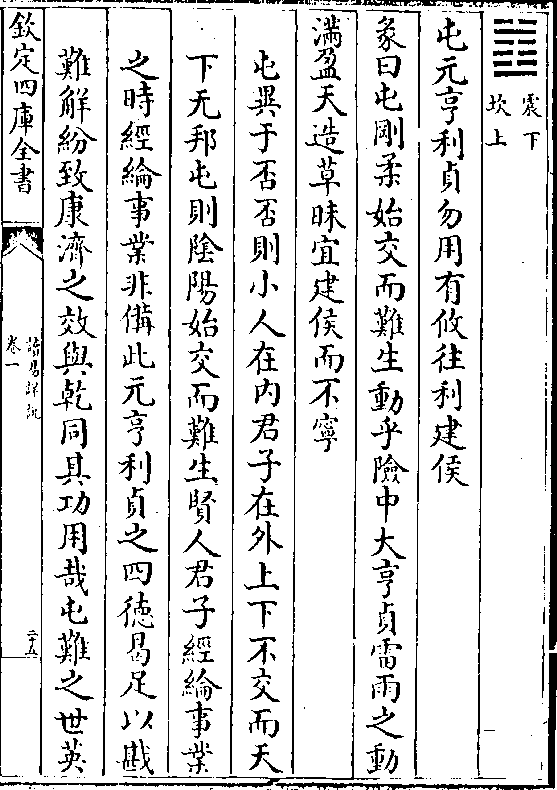 震下
坎上
屯元亨利貞勿用有攸往利建侯
彖曰屯剛柔始交而難生動乎險中大亨貞雷雨之動
滿盈天造草昧宜建侯而不寧
屯異于否否則小人在内君子在外上下不交而天
下无邦屯則陰陽始交而難生賢人君子經綸事業
之時經綸事業非備此元亨利貞之四徳曷足以戡
難解紛致康濟之效與乾同其功用哉屯難之世英
欽定四庫全書
讀易詳說
卷一
二十五